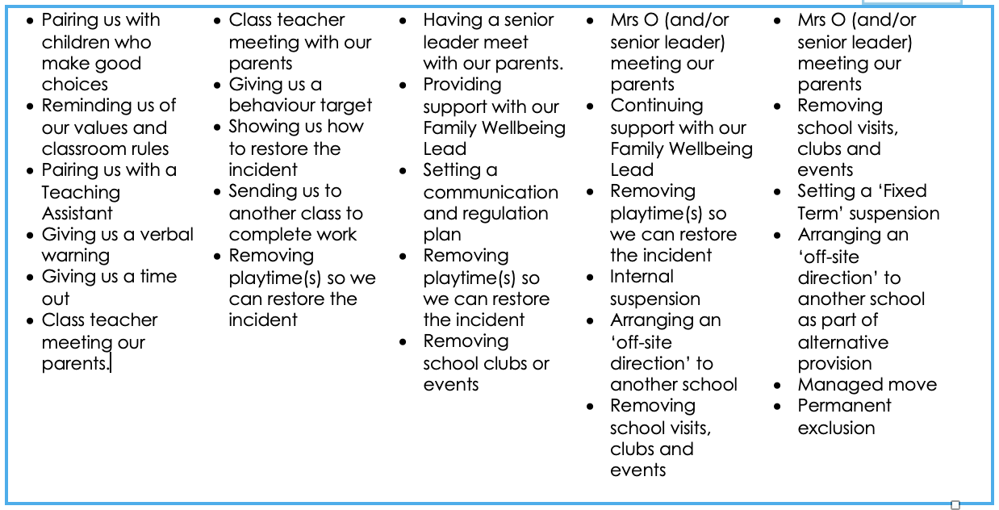 • Pairing us with
children who
make good
choices
• Reminding us of
our values and
classroom rules
• Pairing us with a
Teaching
Assistant
• Giving us a verbal
warning
• Giving us a time
out
• Class teacher
meeting our
parents.
• Class teacher
meeting with our
parents
• Giving us a
behaviour target
• Showing us how
to restore the
incident
• Sending us to
another class to
complete work
• Removing
playtime(s) so we
can restore the
incident
• Having a senior
leader meet
with our parents.
• Providing
support with our
Family Wellbeing
Lead
• Setting a
communication
and regulation
plan
• Removing
playtime(s) so
we can restore
the incident
• Removing
school clubs or
events
• Mrs O (and/or
senior leader)
meeting our
parents
• Continuing
support with our
Family Wellbeing
Lead
• Removing
playtime(s) so
we can restore
the incident
• Internal
suspension
• Arranging an
‘off-site
direction’ to
another school
• Removing
school visits,
clubs and
events
• Mrs O (and/or
senior leader)
meeting our
parents
• Removing
school visits,
clubs and
events
• Setting a ‘Fixed
Term’ suspension
• Arranging an
‘off-site
direction’ to
another school
as part of
alternative
provision
• Managed move
• Permanent
exclusion